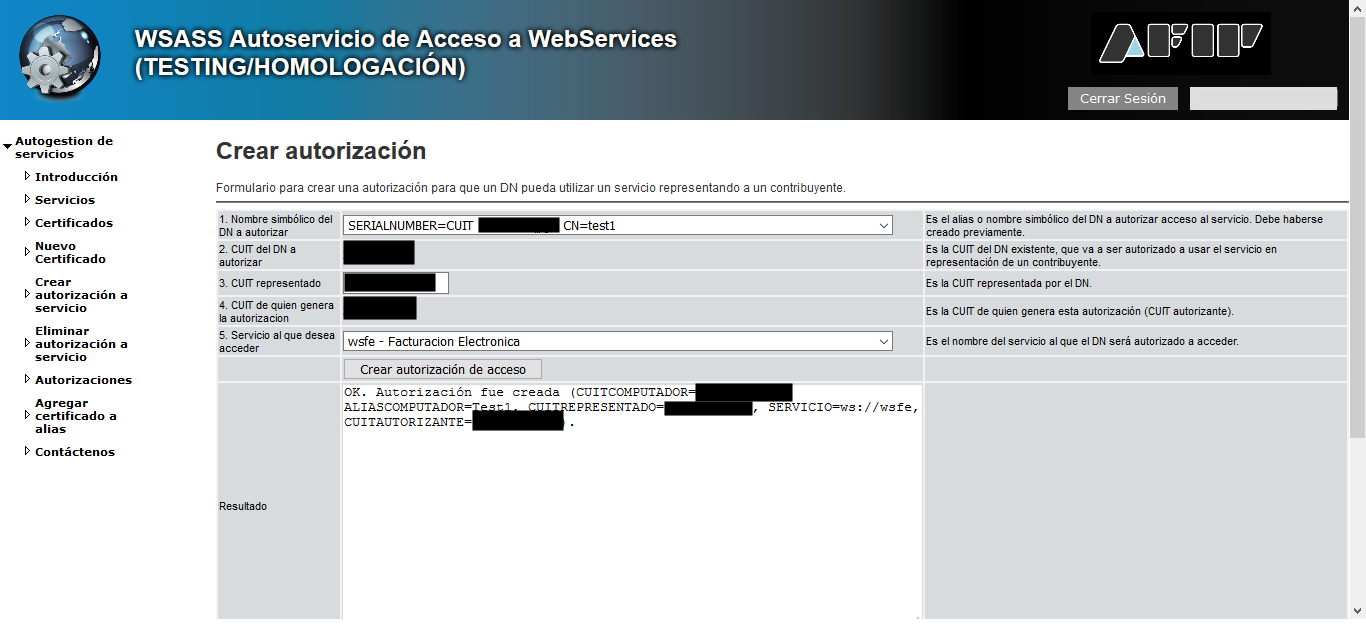 WSASS Autoservicio de Acceso a WebServices
(TESTING/HOMOLOGACIÓN)
AFIP
Cerrar Sesión
Autogestion de
servicios
Introducción
Servicios
Certificados
Nuevo
Certificado
Crear
autorización a
servicio
Eliminar
autorización a
servicio
Autorizaciones
Agregar
certificado a
alias
Contáctenos
Crear autorización
Formulario para crear una autorización para que un DN pueda utilizar un servicio representando a un contribuyente.
1. Nombre simbólico del
DN a autorizar
SERIALNUMBER=CUIT CN=test1
Es el alias o nombre simbólico del DN a autorizar acceso al servicio. Debe haberse
creado previamente.
2. CUIT del DN a
autorizar
Es la CUIT del DN existente, que va a ser autorizado a usar el servicio en
representación de un contribuyente.
3. CUIT representado
Es la CUIT representada por el DN.
4. CUIT de quien genera
la autorizacion
Es la CUIT de quien genera esta autorización (CUIT autorizante).
5. Servicio al que desea
acceder
wsfe - Facturacion Electronica
Es el nombre del servicio al que el DN será autorizado a acceder.
Crear autorización de acceso
Resultado
OK. Autorización fue creada (CUITCOMPUTADOR=
ALIASCOMPUTADOR=Test1, CUITREPRESENTADO= , SERVICIO=ws://wsfe,
CUITAUTORIZANTE= ).